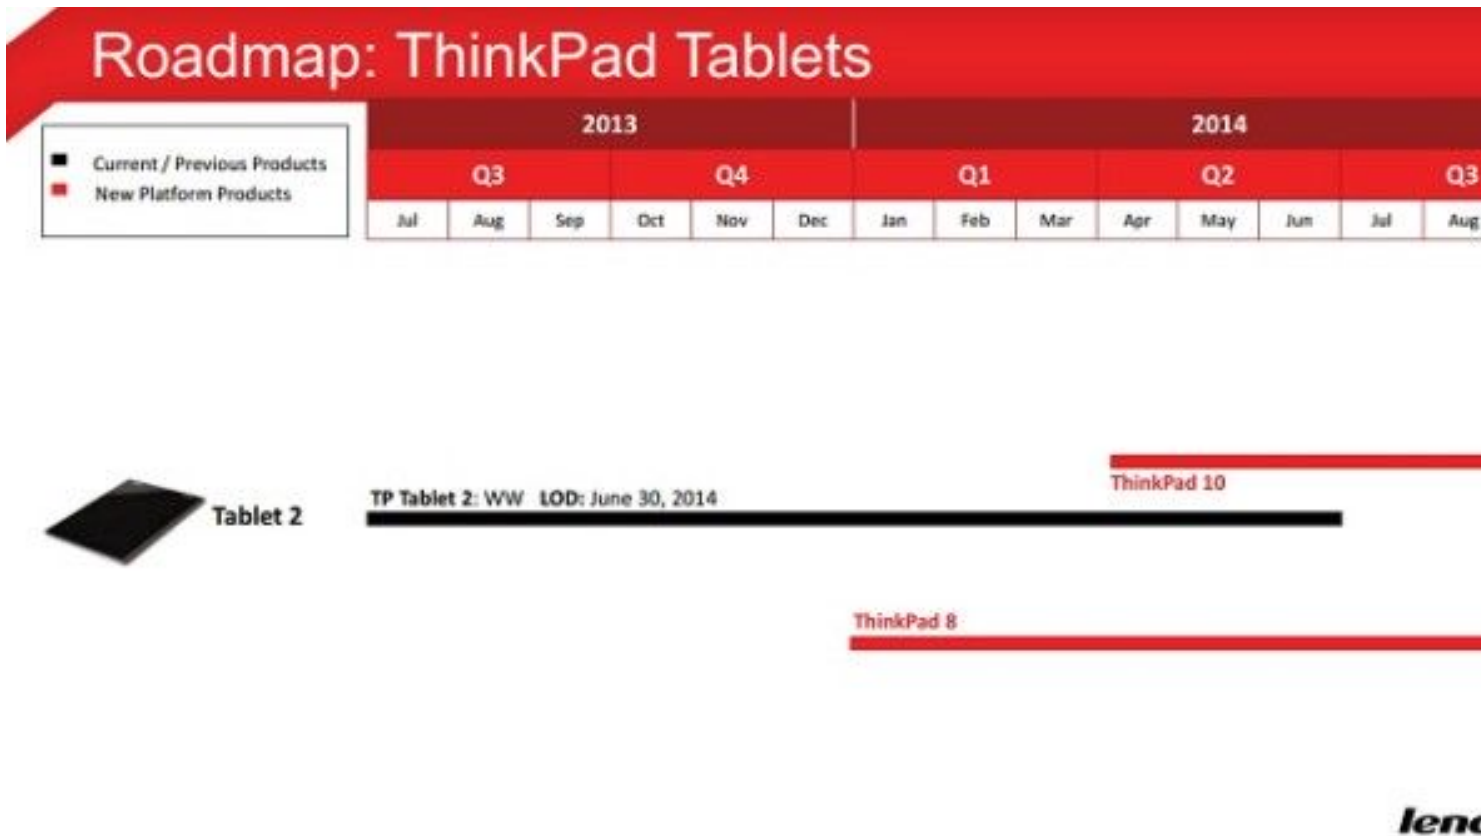 Roadmap: ThinkPad Tablets
2013 2014
Current / Previous Products
New Platform Products
Q3 Q4 Q1 Q2 Q3
Jul Aug Sep Oct Nov Dec Jan Feb Mar Apr May Jun Jul Aug
ThinkPad 10
TP Tablet 2: WW LOD: June 30, 2014
Tablet 2
ThinkPad 8
leno